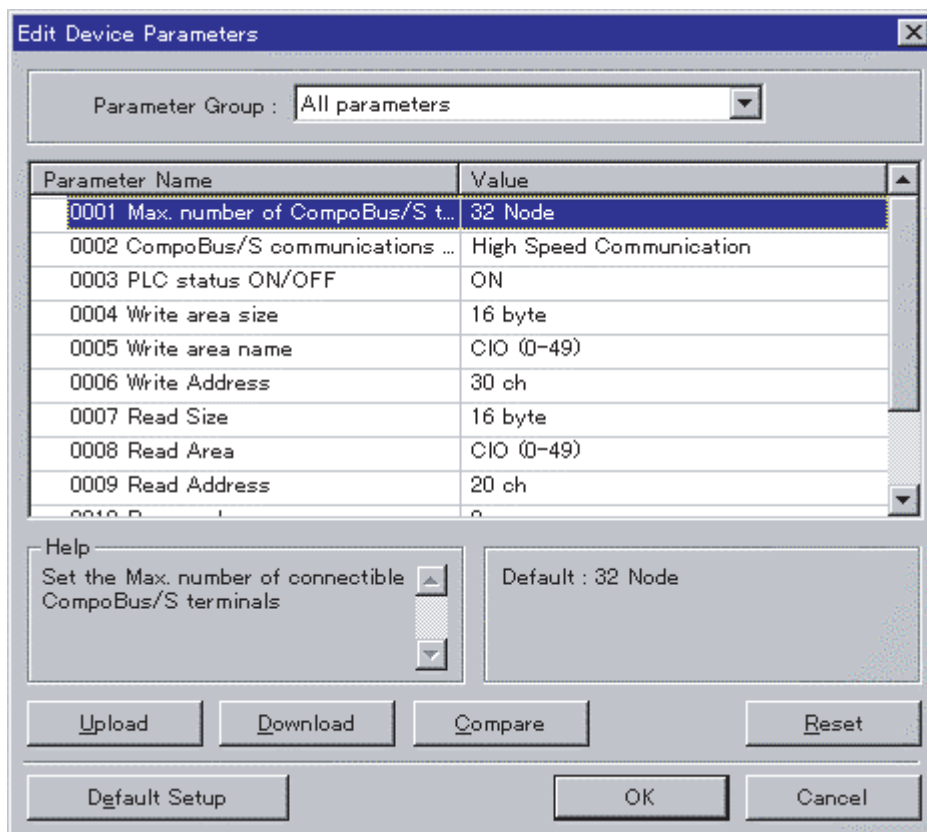 Edit Device Parameters
Parameter Group : All parameters
Parameter Name Value
0001 Max. number of CompoBus/S t... 32 Node
0002 CompoBus/S communications ... High Speed Communication
0003 PLC status ON/OFF ON
0004 Write area size 16 byte
0005 Write area name CIO (0-49)
0006 Write Address 30 ch
0007 Read Size 16 byte
0008 Read Area CIO (0-49)
0009 Read Address 20 ch
Help
Set the Max. number of connectible
CompoBus/S terminals
Default : 32 Node
Upload Download Compare Reset
Default Setup OK Cancel